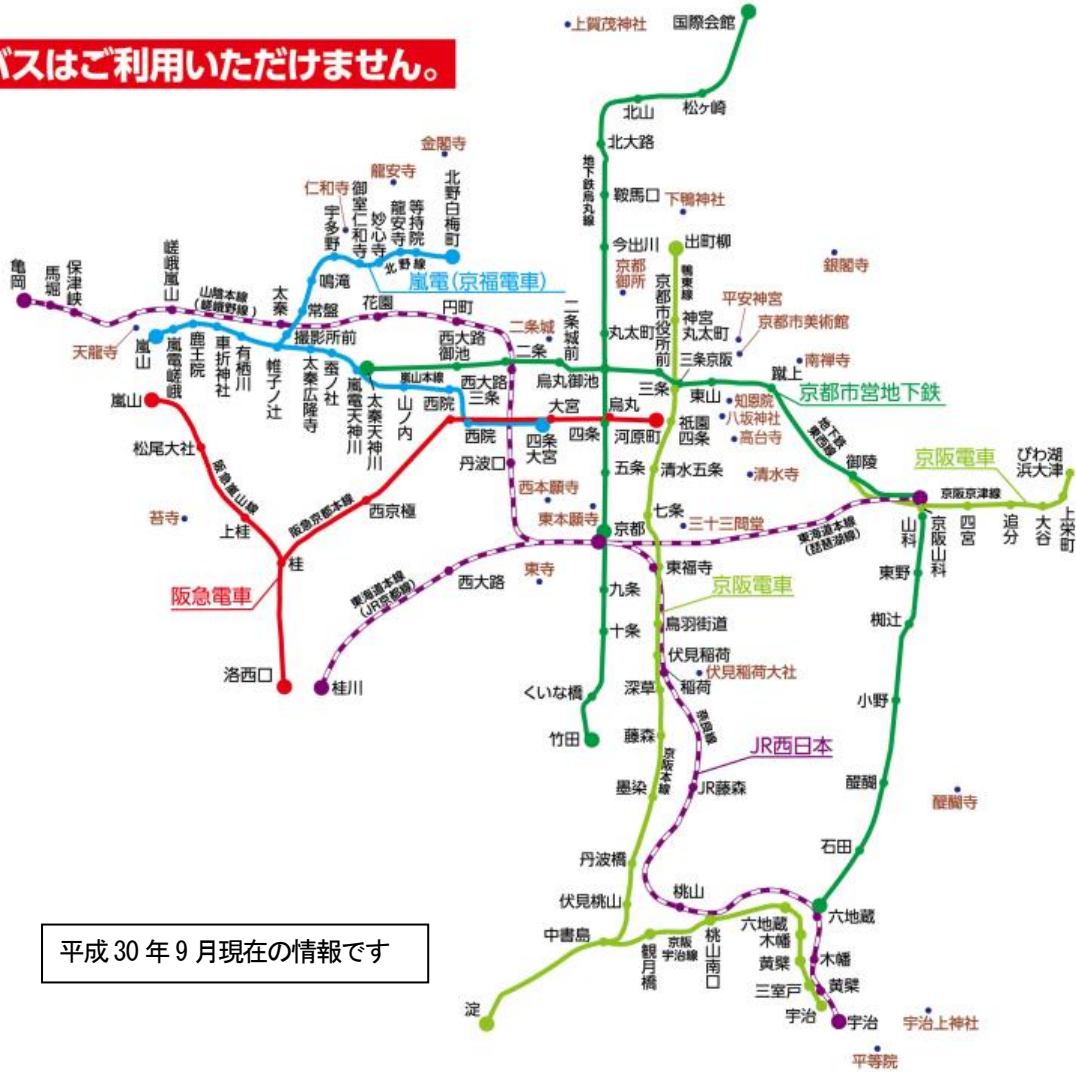 バスはご利用いただけません。
上賀茂神社
国際会館
松ヶ崎
北山
北大路
地下鉄烏丸線
鞍馬口
今出川
下鴨神社
出町柳
鴨東線
京都御所
京都市役所前
神宮丸太町
丸太町
三条京阪
銀閣寺
平安神宮
京都市美術館
南禅寺
金閣寺
龍安寺
仁和寺
北野白梅町
等持院
龍安寺
妙心寺
御室仁和寺
宇多野
鳴滝
常盤
北野線
嵐電(京福電車)
亀岡
馬堀
保津峡
嵯峨嵐山
山陰本線
(嵯峨野線)
太秦
花園
円町
二条城
二条城前
二条
天龍寺
嵐山
嵐電嵯峨
鹿王院
車折神社
有栖川
帷子ノ辻
撮影所前
太秦広隆寺
蚕ノ社
嵐電天神川
太秦天神川
嵐山本線
山ノ内
西大路御池
西大路三条
西院
西院
四条大宮
大宮
烏丸御池
烏丸
四条
河原町
三条
東山
蹴上
京都市営地下鉄
地下鉄
東西線
御陵
知恩院
八坂神社
高台寺
祇園四条
清水五条
清水寺
五条
丹波口
嵐山
松尾大社
阪急嵐山線
上桂
苔寺
桂
西京極
阪急京都本線
阪急電車
洛西口
西本願寺
東本願寺
京都
七条
三十三間堂
東海道本線
(琵琶湖線)
京阪電車
びわ湖浜大津
上栄町
大谷
追分
四宮
京阪山科
山科
東野
椥辻
小野
醍醐
醍醐寺
石田
六地蔵
東海道本線
(JR京都線)
西大路
桂川
東寺
東福寺
京阪電車
九条
十条
くいな橋
竹田
鳥羽街道
伏見稲荷
伏見稲荷大社
稲荷
深草
藤森
奈良線
京阪本線
JR西日本
JR藤森
墨染
丹波橋
伏見桃山
中書島
淀
観月橋
京阪
宇治線
桃山
桃山南口
六地蔵
木幡
黄檗
三室戸
宇治
木幡
黄檗
宇治
宇治上神社
平等院
平成30年9月現在の情報です